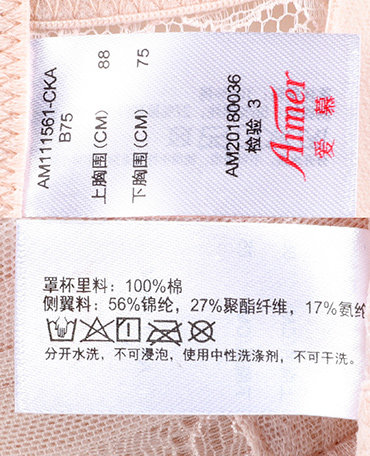 AM111561-CKA
B75
上胸围(CM) 88
下胸围(CM) 75
AM20180036
检验 3
Aimer
爱慕
罩杯里料：100%棉
侧翼料：56%锦纶，27%聚酯纤维，17%氨纶
分开水洗，不可浸泡，使用中性洗涤剂，不可干洗。